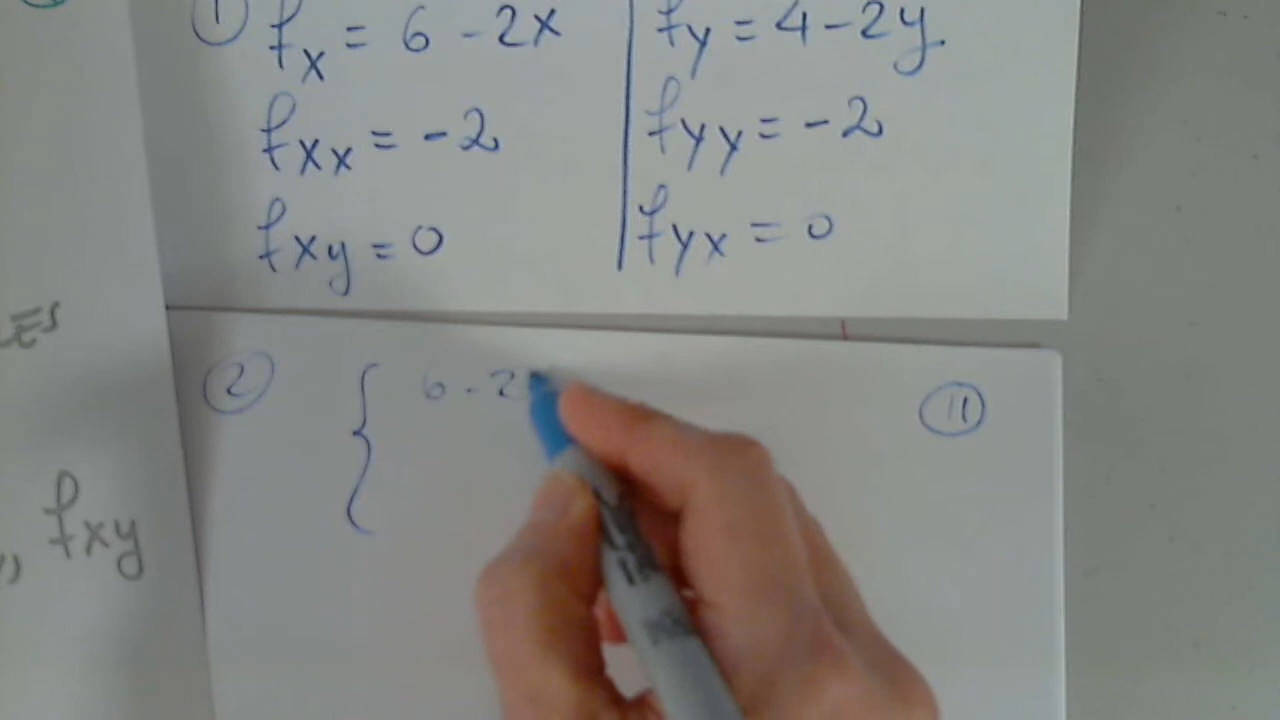 ① fx = 6 - 2x | fy = 4 - 2y
fxx = -2 | fyy = -2
fxy = 0 | fyx = 0
② { 6 - 2
⑪
, fxy